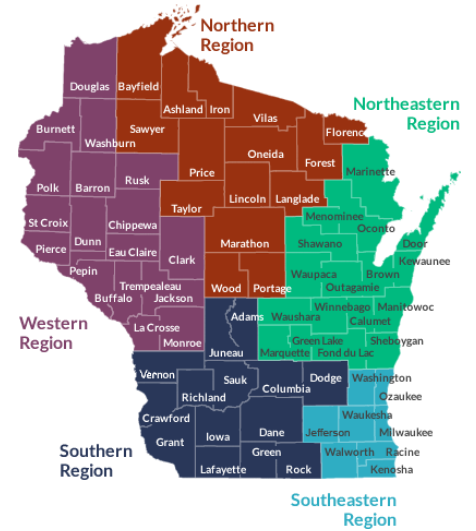 Northern
Region
Douglas
Bayfield
Ashland
Iron
Vilas
Northeastern
Region
Burnett
Washburn
Sawyer
Florence
Price
Oneida
Forest
Marinette
Polk
Barron
Rusk
Lincoln
Langlade
Taylor
Menominee
Oconto
St Croix
Chippewa
Dunn
Pierce
Eau Claire
Clark
Marathon
Shawano
Door
Kewaunee
Pepin
Waupaca
Brown
Trempealeau
Buffalo
Jackson
Wood
Portage
Outagamie
Winnebago
Manitowoc
Adams
Waushara
Calumet
Western
Region
La Crosse
Monroe
Juneau
Green Lake
Sheboygan
Marquette
Fond du Lac
Vernon
Sauk
Columbia
Dodge
Washington
Richland
Ozaukee
Crawford
Waukesha
Grant
Iowa
Dane
Jefferson
Milwaukee
Southern
Region
Green
Walworth
Racine
Lafayette
Rock
Kenosha
Southeastern
Region